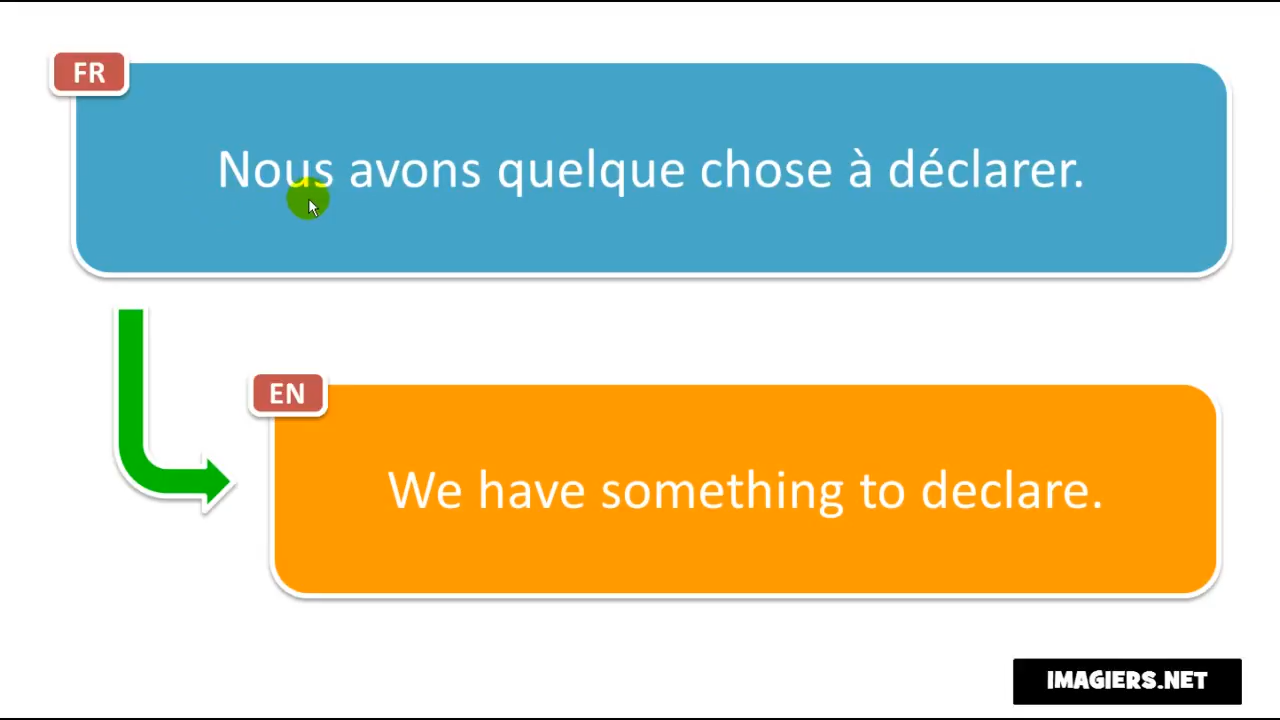 FR
Nous avons quelque chose à déclarer.
EN
We have something to declare.
IMAGIERS.NET